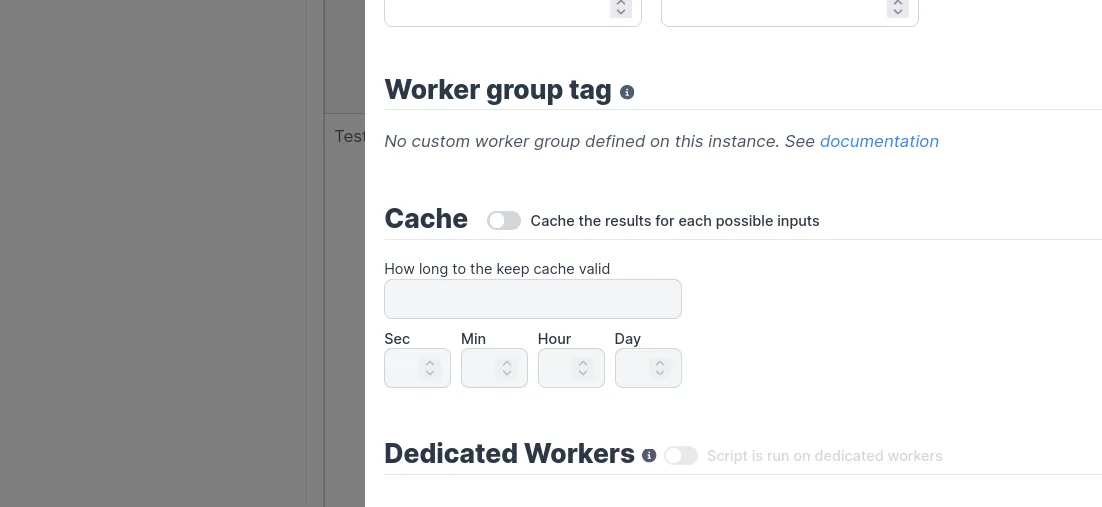 Worker group tag
Test
No custom worker group defined on this instance. See documentation
Cache Cache the results for each possible inputs
How long to the keep cache valid
Sec Min Hour Day
Dedicated Workers Script is run on dedicated workers